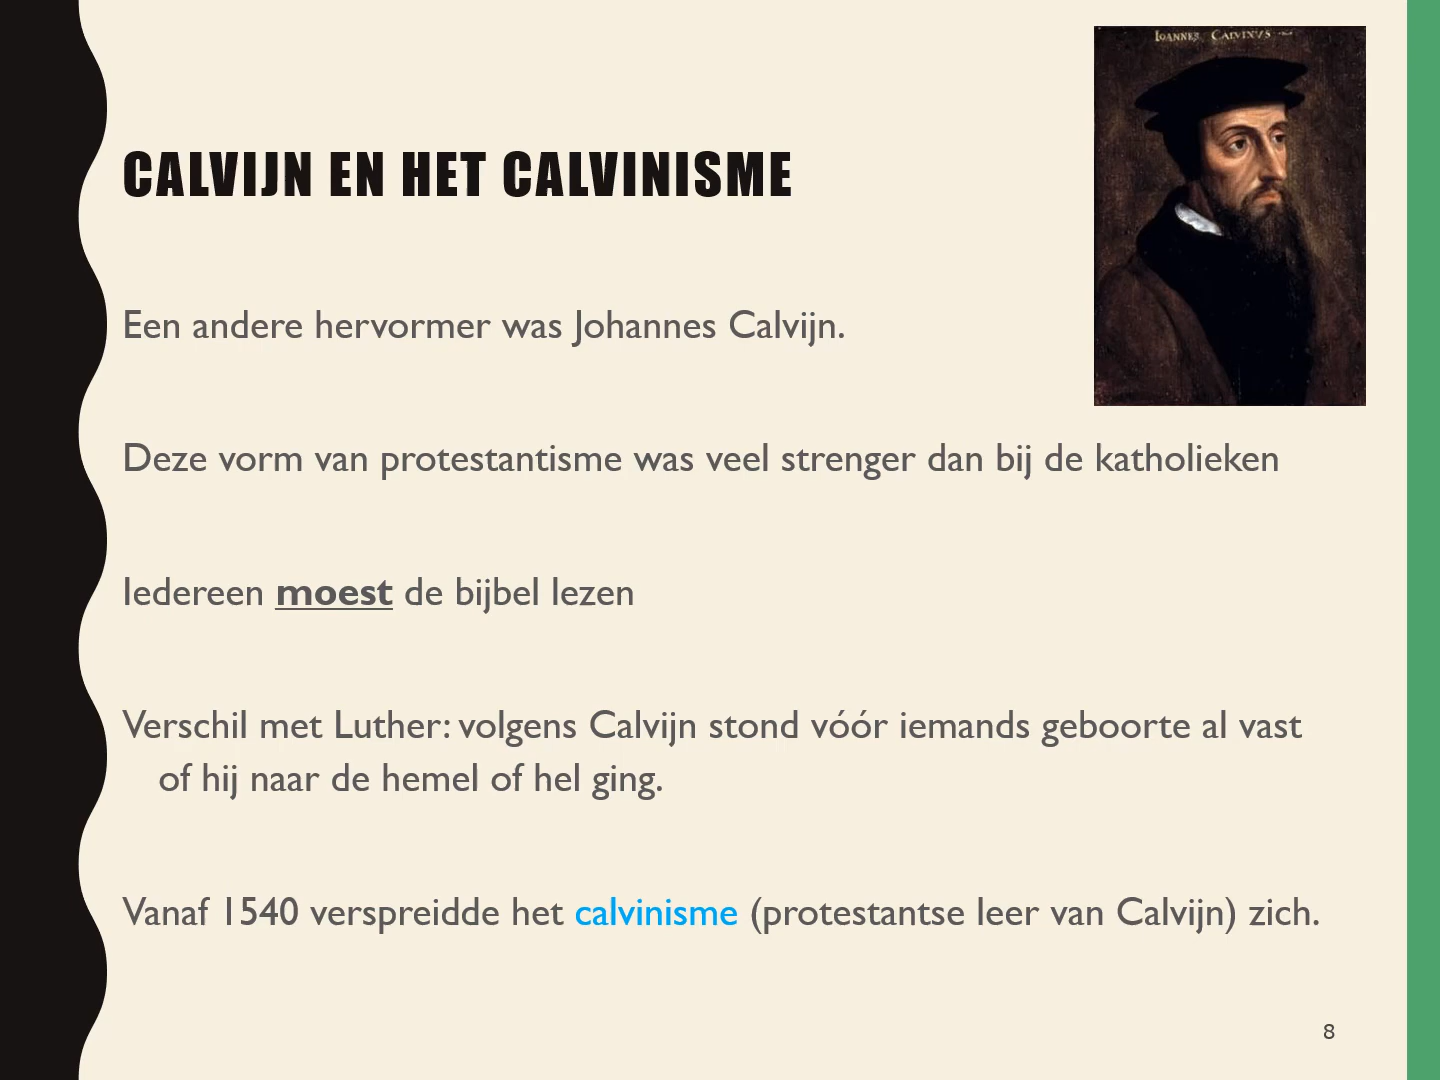 IOANNES CALVINVS
CALVIJN EN HET CALVINISME
Een andere hervormer was Johannes Calvijn.
Deze vorm van protestantisme was veel strenger dan bij de katholieken
Iedereen moest de bijbel lezen
Verschil met Luther: volgens Calvijn stond vóór iemands geboorte al vast
of hij naar de hemel of hel ging.
Vanaf 1540 verspreidde het calvinisme (protestantse leer van Calvijn) zich.
8